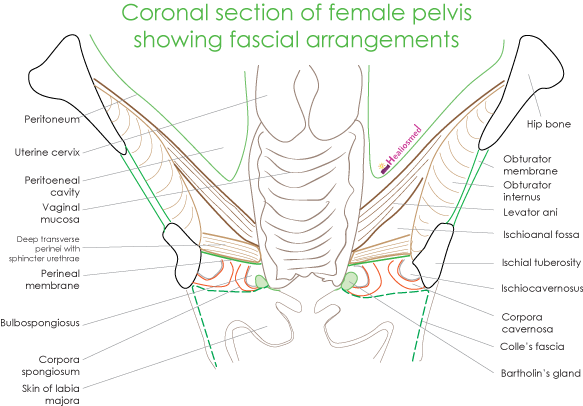 Coronal section of female pelvis
showing fascial arrangements
Healiosmed
Peritoneum
Uterine cervix
Peritoeneal
cavity
Vaginal
mucosa
Deep transverse
perinei with
sphincter urethrae
Perineal
membrane
Bulbospongiosus
Corpora
spongiosum
Skin of labia
majora
Hip bone
Obturator
membrane
Obturator
internus
Levator ani
Ischioanal fossa
Ischial tuberosity
Ischiocavernosus
Corpora
cavernosa
Colle's fascia
Bartholin's gland